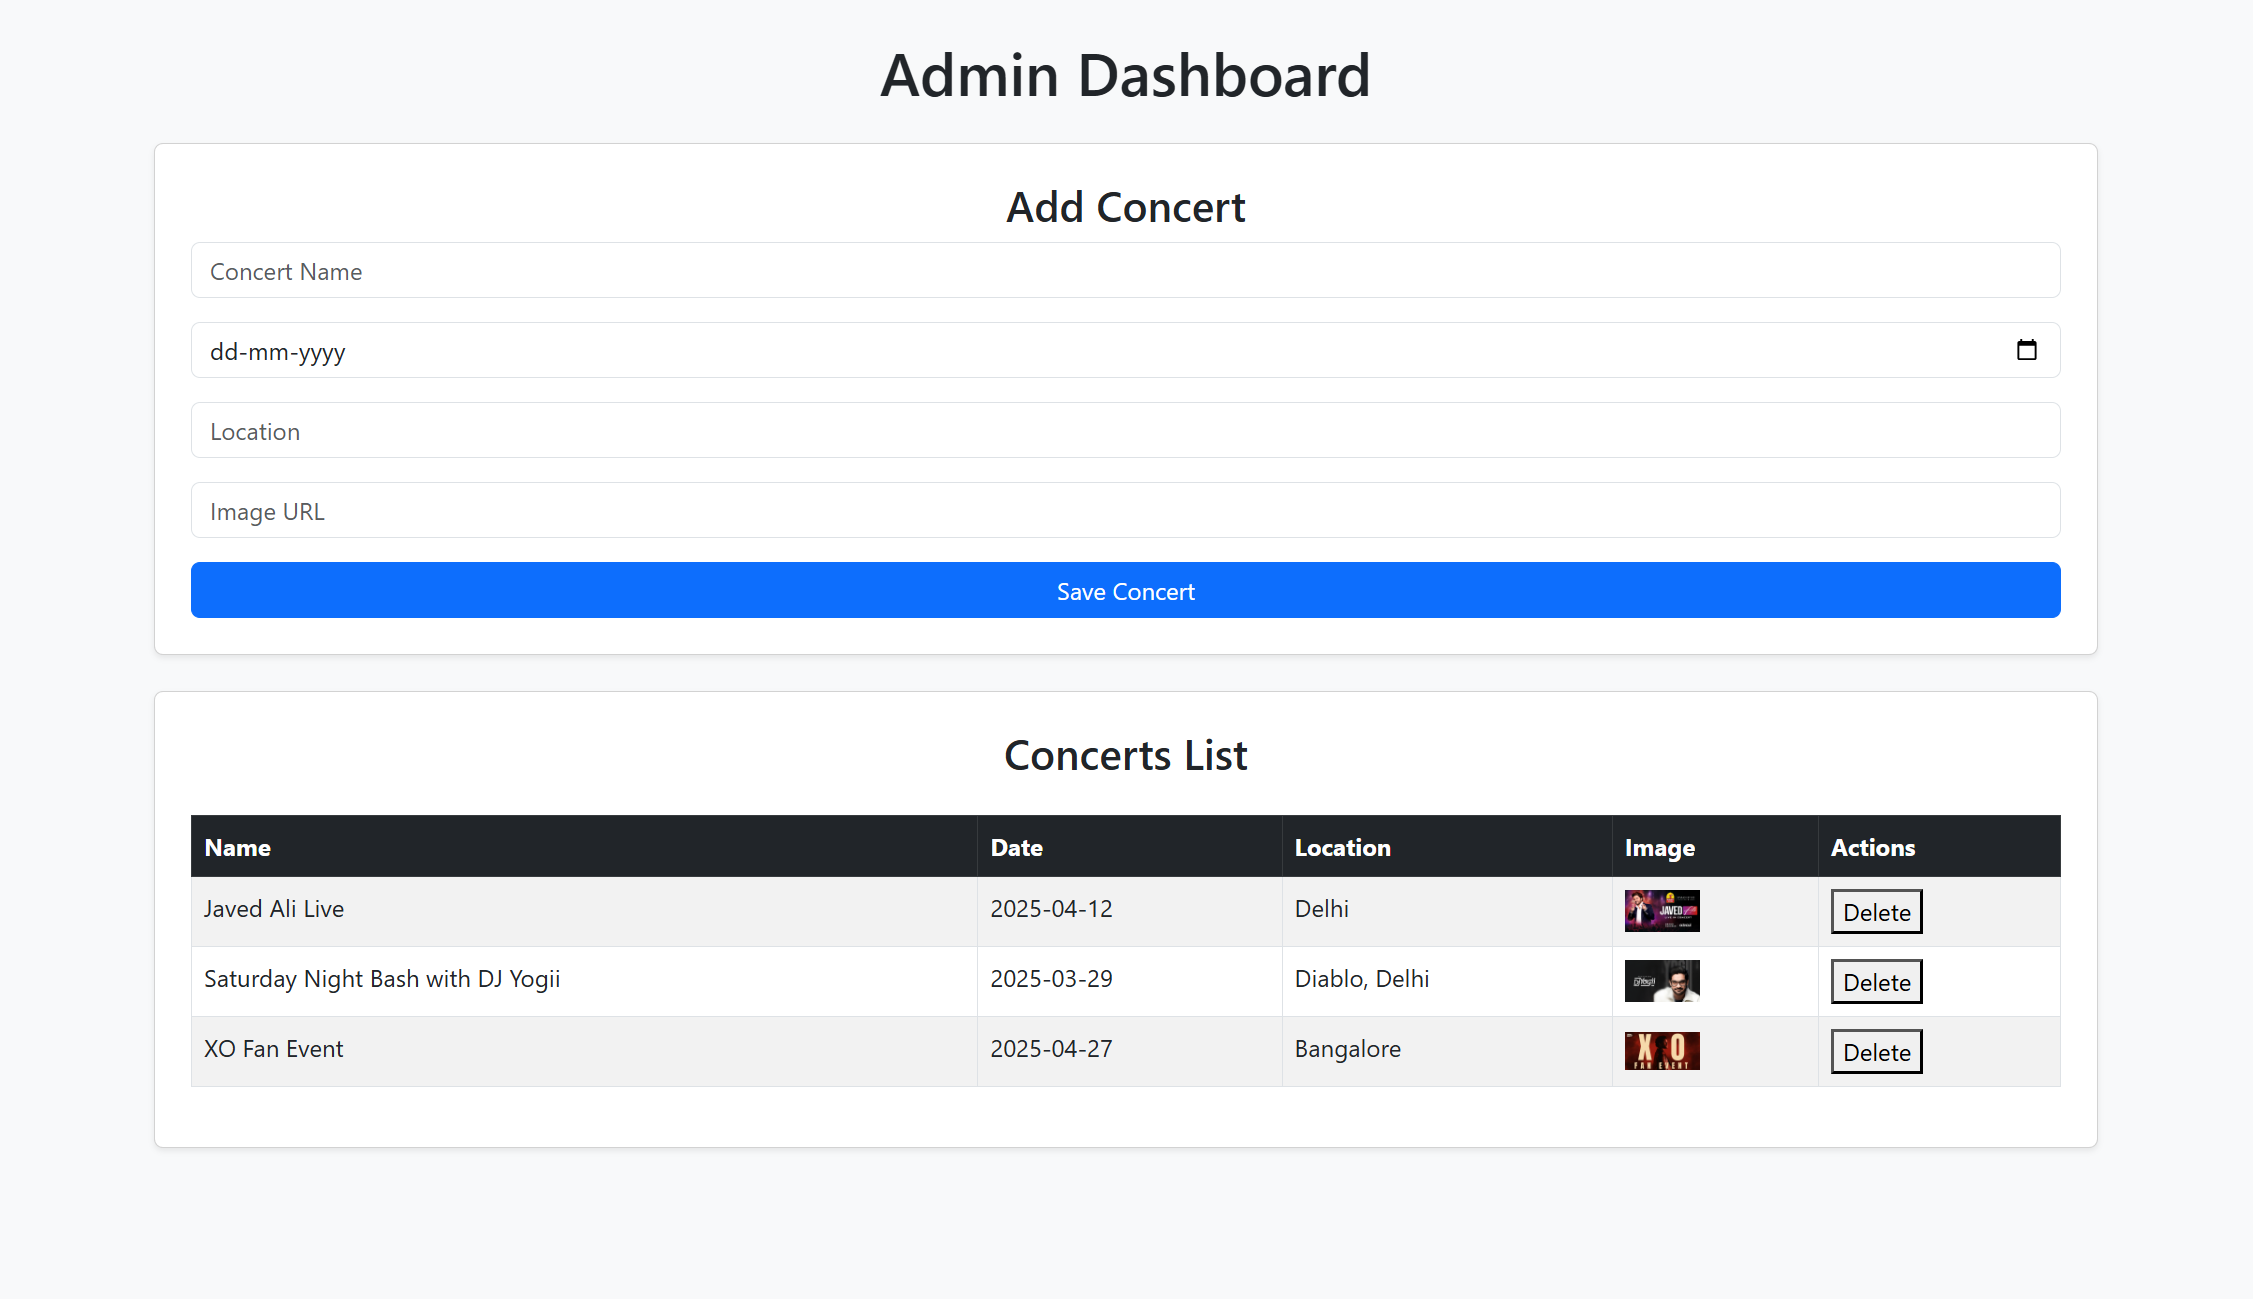 Admin Dashboard
Add Concert
Concert Name
dd-mm-yyyy
Location
Image URL
Save Concert
Concerts List
Name Date Location Image Actions
Javed Ali Live 2025-04-12 Delhi JAVED Delete
Saturday Night Bash with DJ Yogii 2025-03-29 Diablo, Delhi Delete
XO Fan Event 2025-04-27 Bangalore XO FAN EVENT Delete